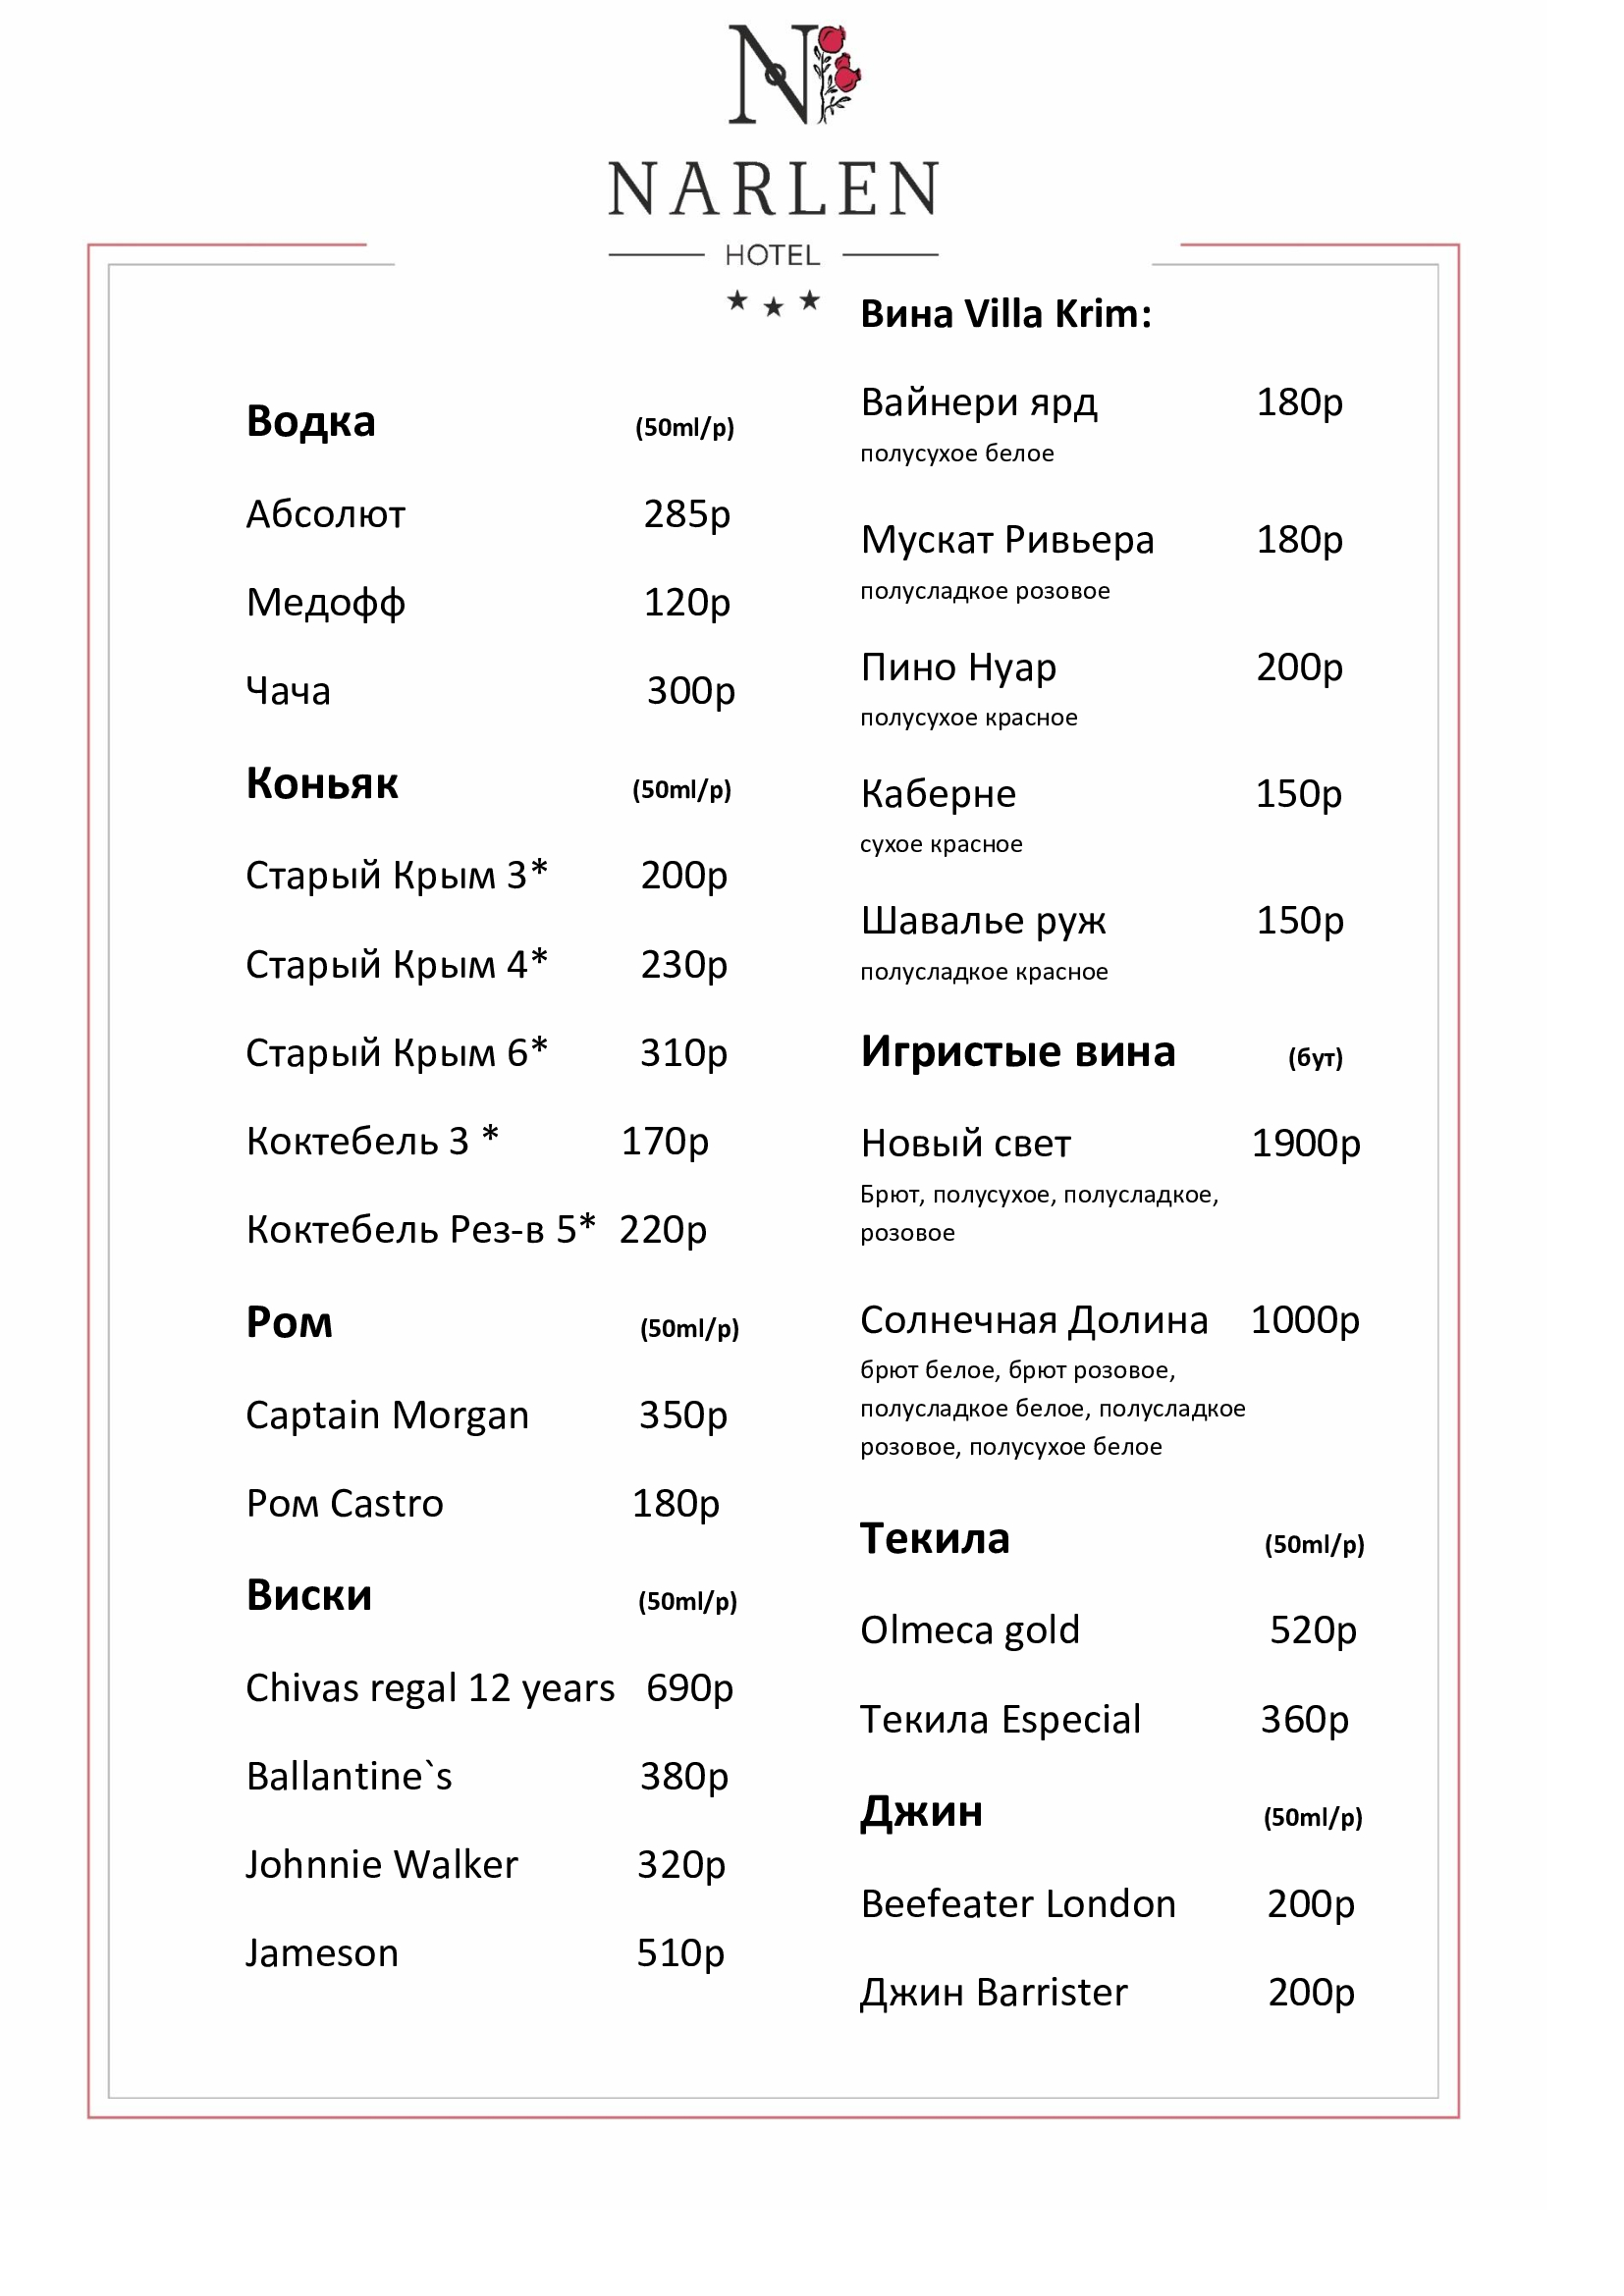 NARLEN
HOTEL
Водка (50ml/р)
Абсолют 285р
Медофф 120р
Чача 300р
Коньяк (50ml/р)
Старый Крым 3* 200р
Старый Крым 4* 230р
Старый Крым 6* 310р
Коктебель 3 * 170р
Коктебель Рез-в 5* 220р
Ром (50ml/р)
Captain Morgan 350р
Ром Castro 180р
Виски (50ml/р)
Chivas regal 12 years 690р
Ballantine`s 380р
Johnnie Walker 320р
Jameson 510р
Вина Villa Krim:
Вайнери ярд 180р
полусухое белое
Мускат Ривьера 180р
полусладкое розовое
Пино Нуар 200р
полусухое красное
Каберне 150р
сухое красное
Шавалье руж 150р
полусладкое красное
Игристые вина (бут)
Новый свет 1900р
Брют, полусухое, полусладкое,
розовое
Солнечная Долина 1000р
брют белое, брют розовое,
полусладкое белое, полусладкое
розовое, полусухое белое
Текила (50ml/р)
Olmeca gold 520р
Текила Especial 360р
Джин (50ml/р)
Beefeater London 200р
Джин Barrister 200р